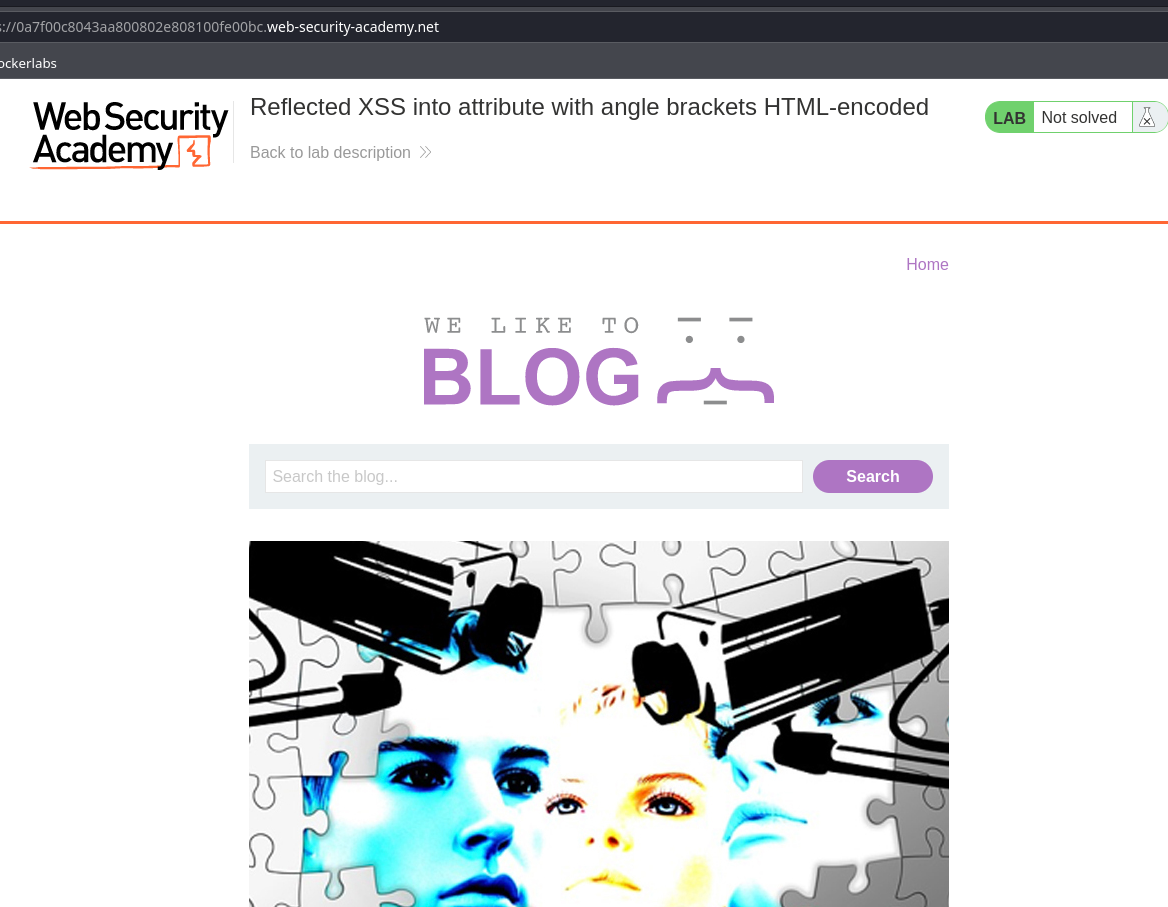 s://0a7f00c8043aa800802e808100fe00bc.web-security-academy.net
ockerlabs
Web Security
Academy
Reflected XSS into attribute with angle brackets HTML-encoded
LAB Not solved
Back to lab description
Home
WE LIKE TO
BLOG
Search the blog...
Search